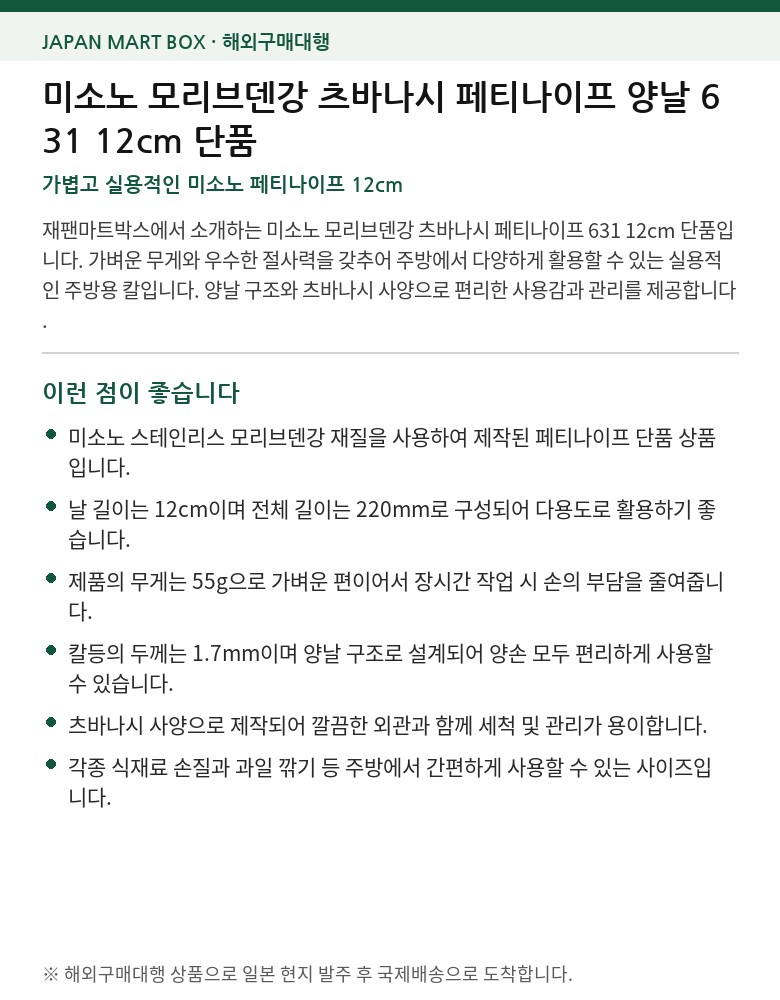 JAPAN MART BOX · 해외구매대행
미소노 모리브덴강 츠바나시 페티나이프 양날 6
31 12cm 단품
가볍고 실용적인 미소노 페티나이프 12cm
재팬마트박스에서 소개하는 미소노 모리브덴강 츠바나시 페티나이프 631 12cm 단품입
니다. 가벼운 무게와 우수한 절사력을 갖추어 주방에서 다양하게 활용할 수 있는 실용적
인 주방용 칼입니다. 양날 구조와 츠바나시 사양으로 편리한 사용감과 관리를 제공합니다
.
이런 점이 좋습니다
● 미소노 스테인리스 모리브덴강 재질을 사용하여 제작된 페티나이프 단품 상품
입니다.
● 날 길이는 12cm이며 전체 길이는 220mm로 구성되어 다용도로 활용하기 좋
습니다.
● 제품의 무게는 55g으로 가벼운 편이어서 장시간 작업 시 손의 부담을 줄여줍니
다.
● 칼등의 두께는 1.7mm이며 양날 구조로 설계되어 양손 모두 편리하게 사용할
수 있습니다.
● 츠바나시 사양으로 제작되어 깔끔한 외관과 함께 세척 및 관리가 용이합니다.
● 각종 식재료 손질과 과일 깎기 등 주방에서 간편하게 사용할 수 있는 사이즈입
니다.
※ 해외구매대행 상품으로 일본 현지 발주 후 국제배송으로 도착합니다.